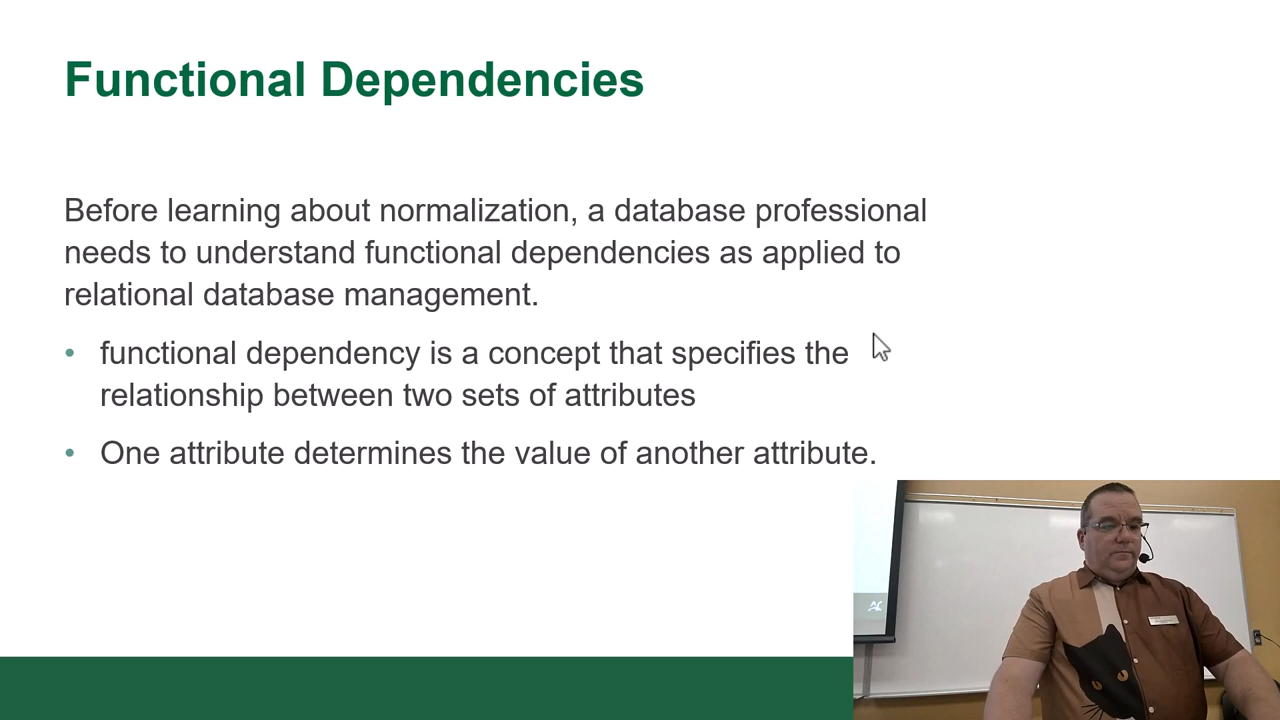 Functional Dependencies
Before learning about normalization, a database professional
needs to understand functional dependencies as applied to
relational database management.
• functional dependency is a concept that specifies the
relationship between two sets of attributes
• One attribute determines the value of another attribute.
AC